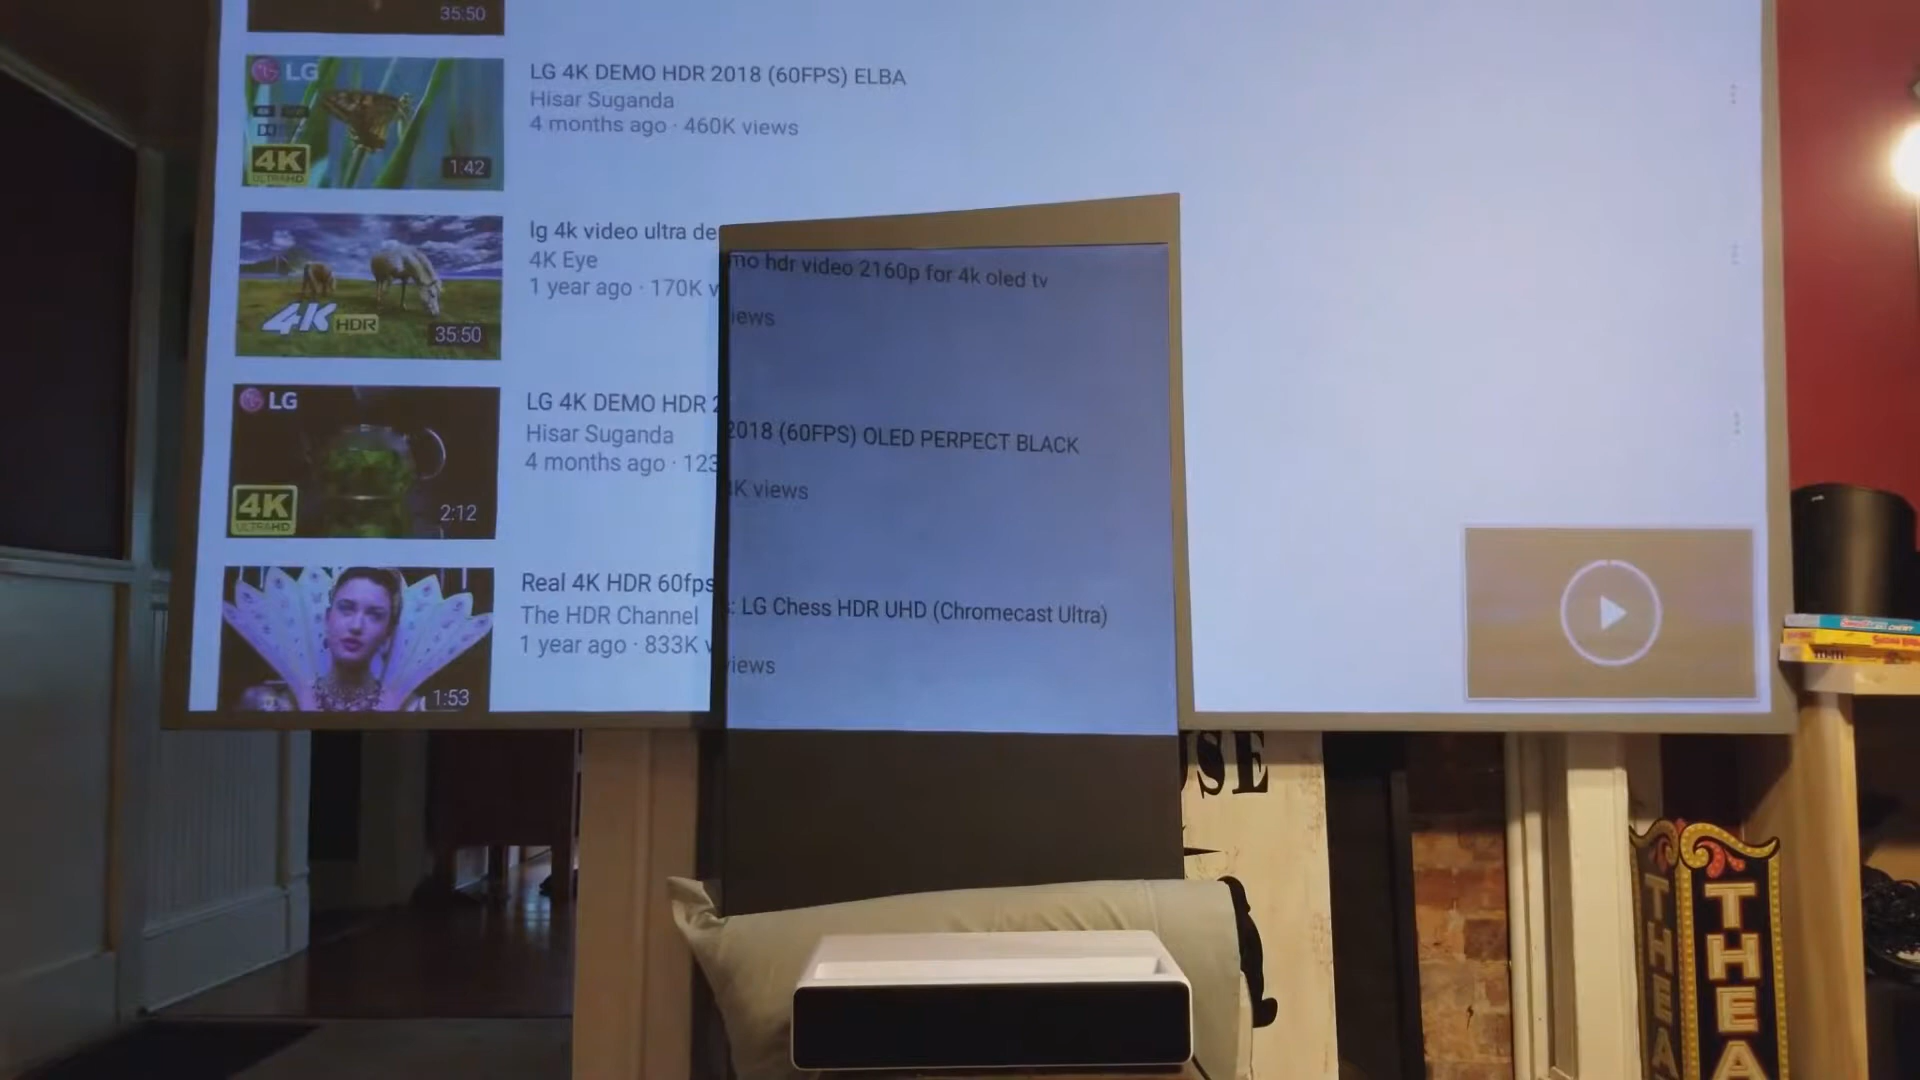 35:50
LG
4K
ULTRAHD
1:42
LG 4K DEMO HDR 2018 (60FPS) ELBA
Hisar Suganda
4 months ago · 460K views
4K HDR
35:50
lg 4k video ultra de
mo hdr video 2160p for 4k oled tv
4K Eye
1 year ago · 170K v
iews
LG
4K
ULTRAHD
2:12
LG 4K DEMO HDR 2
2018 (60FPS) OLED PERPECT BLACK
Hisar Suganda
4 months ago · 123
K views
1:53
Real 4K HDR 60fps
: LG Chess HDR UHD (Chromecast Ultra)
The HDR Channel
1 year ago · 833K v
views
USE
THEA
THEA